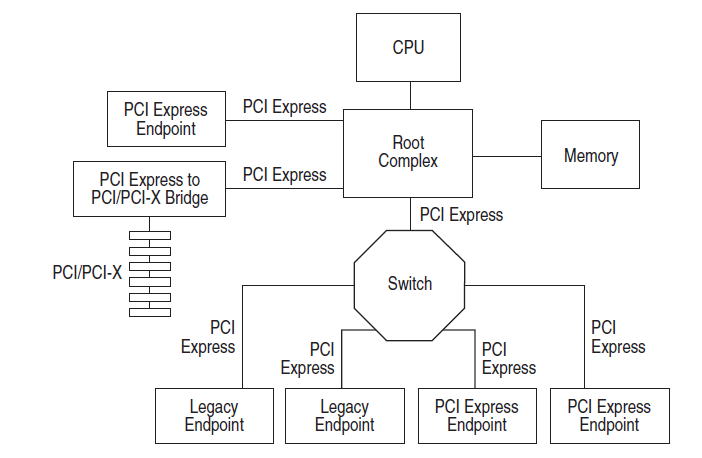 CPU
PCI Express
Endpoint
PCI Express
Root
Complex
Memory
PCI Express to
PCI/PCI-X Bridge
PCI Express
PCI Express
PCI/PCI-X
Switch
PCI
Express
PCI
Express
PCI
Express
PCI
Express
Legacy
Endpoint
Legacy
Endpoint
PCI Express
Endpoint
PCI Express
Endpoint